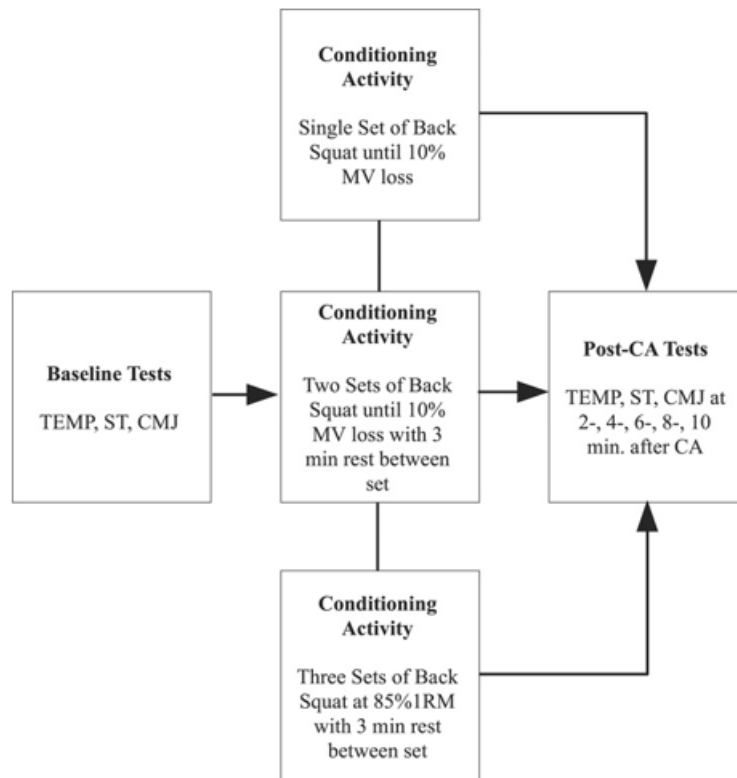 Conditioning
Activity
Single Set of Back
Squat until 10%
MV loss
Baseline Tests
TEMP, ST, CMJ
Conditioning
Activity
Two Sets of Back
Squat until 10%
MV loss with 3
min rest between
set
Post-CA Tests
TEMP, ST, CMJ at
2-, 4-, 6-, 8-, 10
min. after CA
Conditioning
Activity
Three Sets of Back
Squat at 85%1RM
with 3 min rest
between set